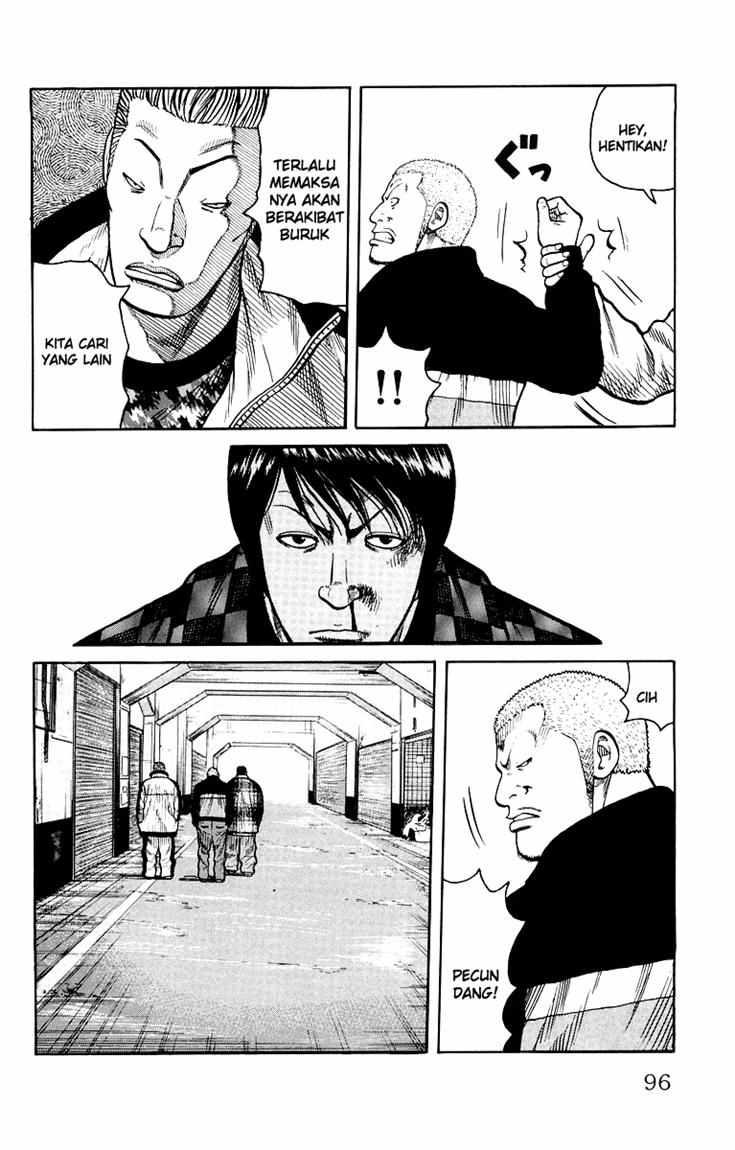 HEY,
HENTIKAN!
ぐっ
!!
TERLALU
MEMAKSA
NYA AKAN
BERAKIBAT
BURUK
KITA CARI
YANG LAIN
CIH
PECUN
DANG!
96